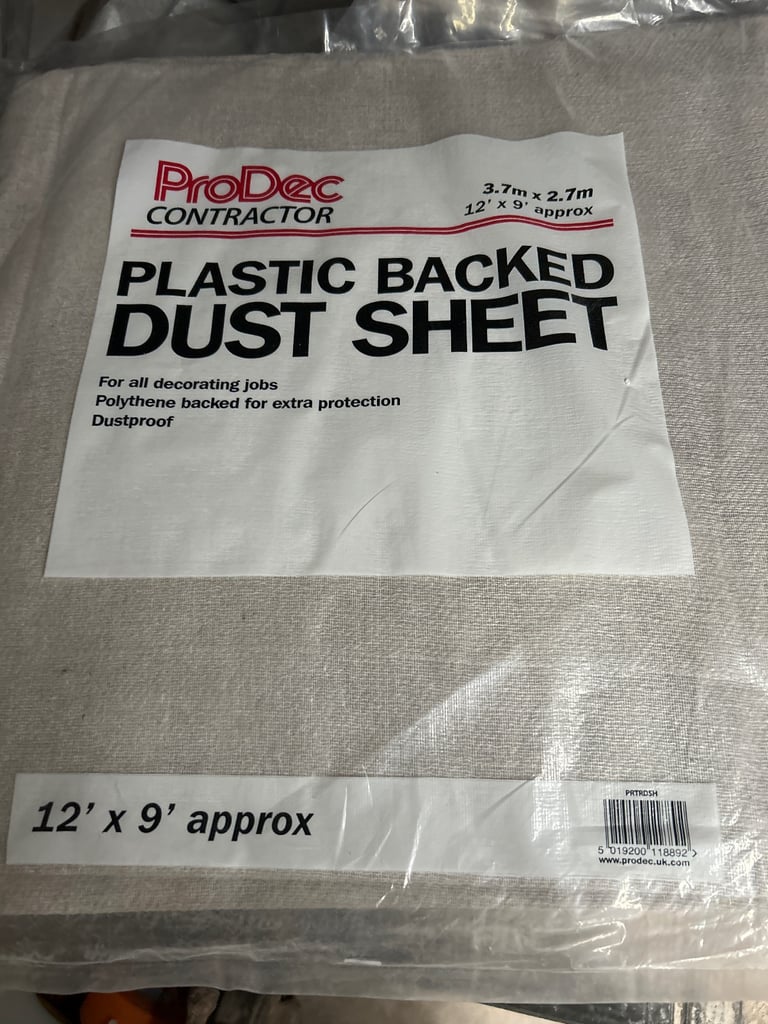 ProDec
CONTRACTOR
3.7m x 2.7m
12' x 9' approx
PLASTIC BACKED
DUST SHEET
For all decorating jobs
Polythene backed for extra protection
Dustproof
12' x 9' approx
PRTRDSH
5 019200 118892 >
www.prodec.uk.com